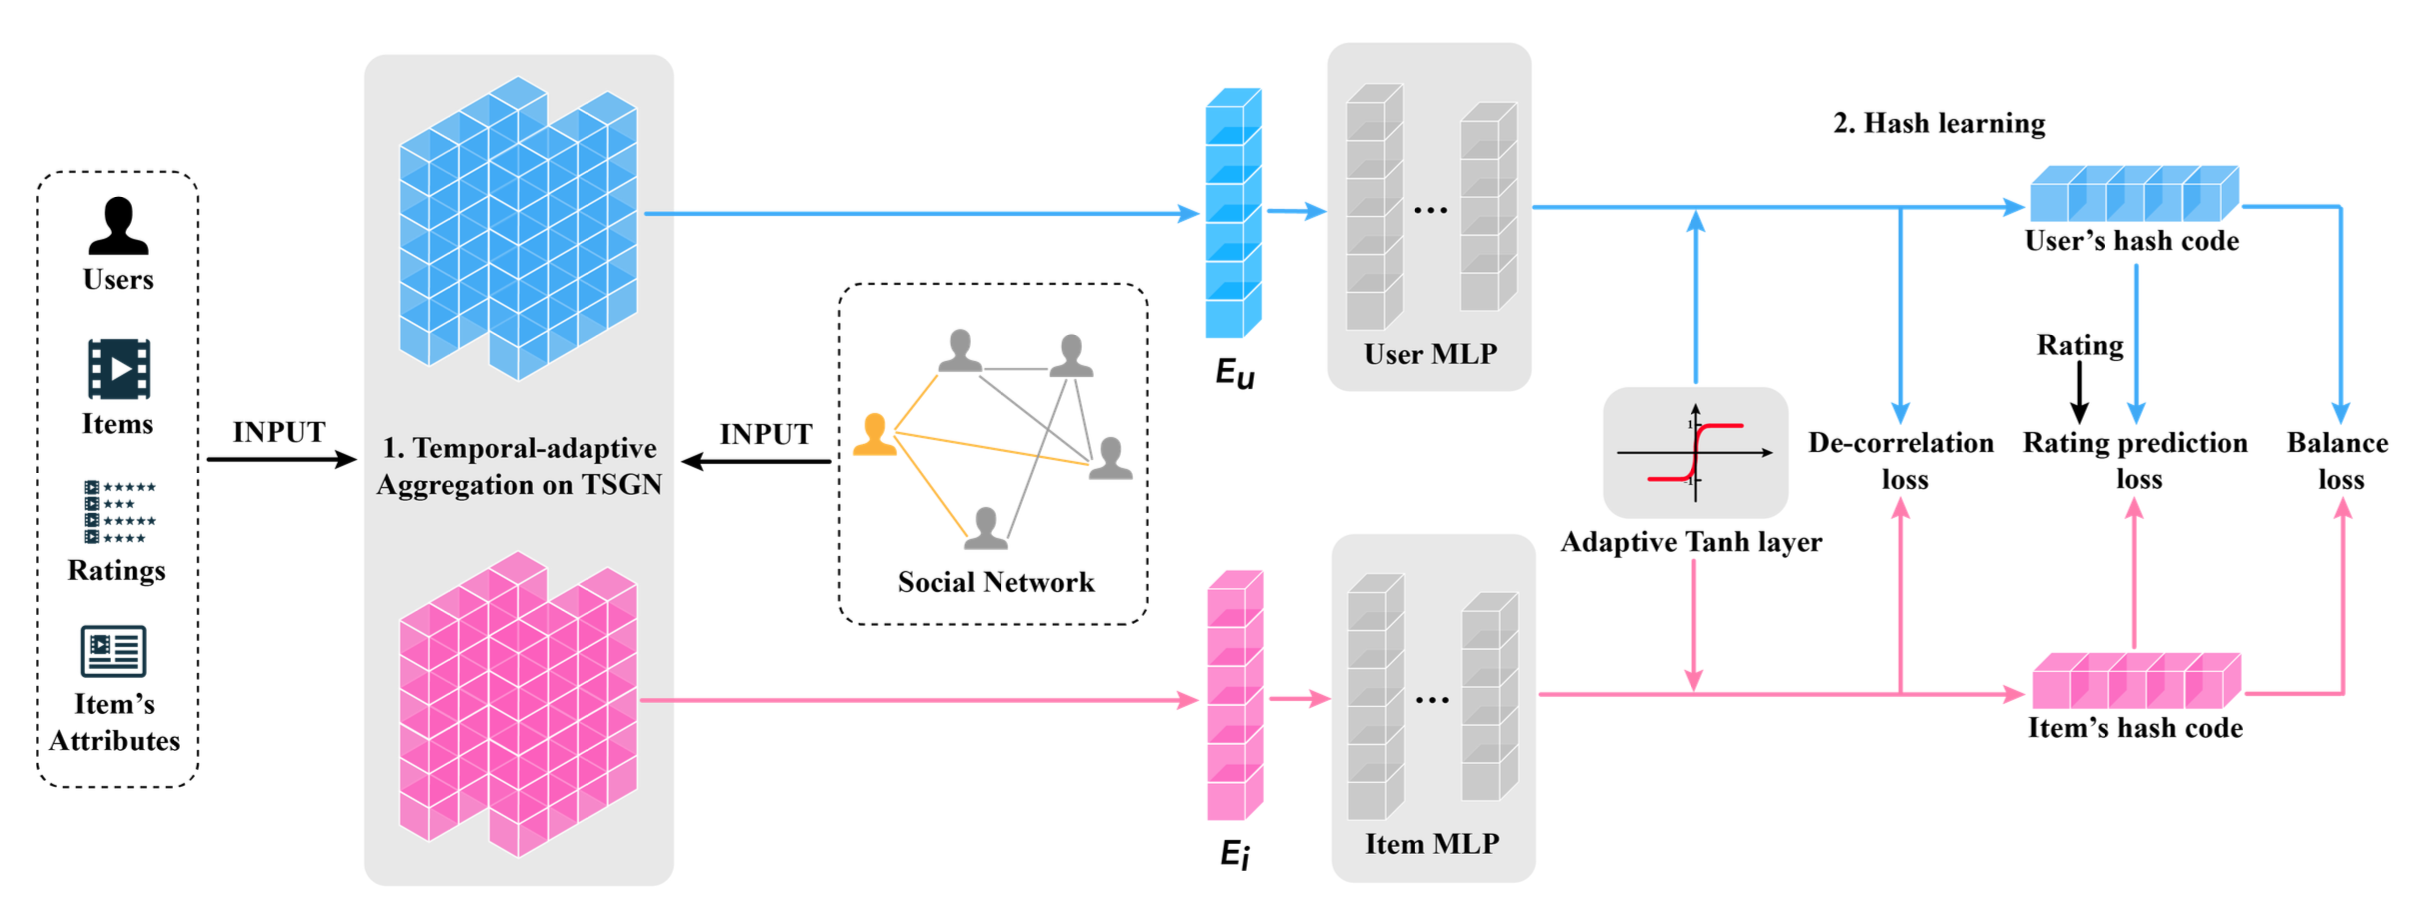 Users
Items
Ratings
Item's
Attributes
INPUT
1. Temporal-adaptive
Aggregation on TSGN
INPUT
Social Network
Eu
Ei
...
User MLP
...
Item MLP
1
-1
Adaptive Tanh layer
2. Hash learning
User's hash code
Rating
De-correlation
loss
Rating prediction
loss
Balance
loss
Item's hash code